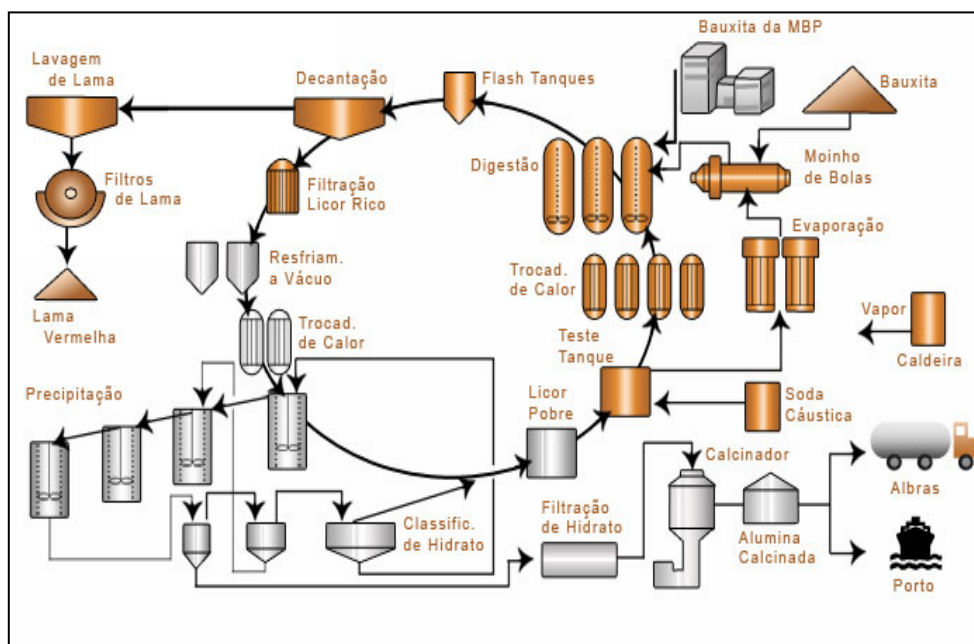 Bauxita da MBP
Lavagem
de Lama
Decantação
Flash Tanques
Bauxita
Digestão
Moinho
de Bolas
Filtros
de Lama
Filtração
Licor Rico
Evaporação
Resfriam.
a Vácuo
Trocad.
de Calor
Lama
Vermelha
Trocad.
de Calor
Vapor
Teste
Tanque
Caldeira
Precipitação
Licor
Pobre
Soda
Cáustica
Calcinador
Albras
Classific.
de Hidrato
Filtração
de Hidrato
Alumina
Calcinada
Porto